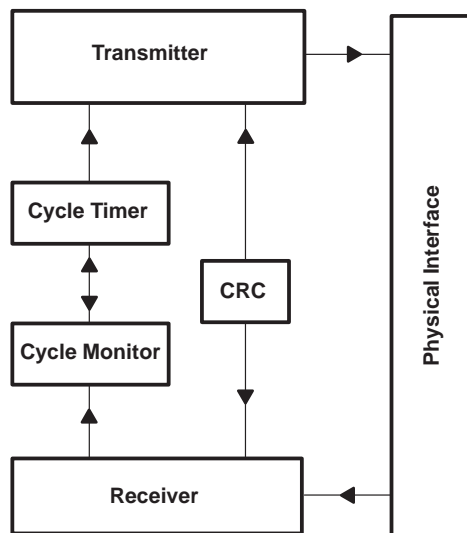 Transmitter
Cycle Timer
CRC
Cycle Monitor
Receiver
Physical Interface